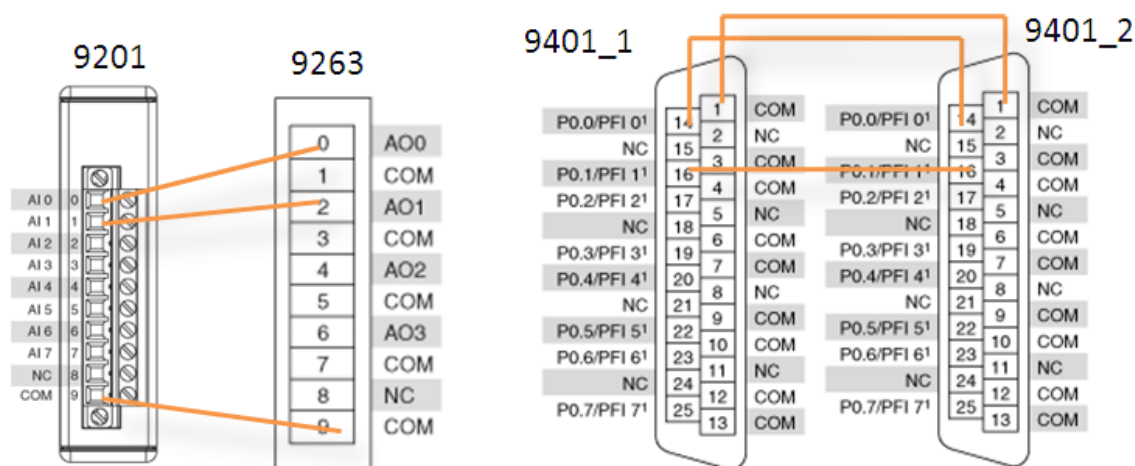 9201
9263
9401_1
9401_2
AI 0 0
AI 1 1
AI 2 2
AI 3 3
AI 4 4
AI 5 5
AI 6 6
AI 7 7
NC 8
COM 9
0 AO0
1 COM
2 AO1
3 COM
4 AO2
5 COM
6 AO3
7 COM
8 NC
9 COM
1 COM
P0.0/PFI 0¹ 14
2 NC
NC 15
3 COM
P0.1/PFI 1¹ 16
4 COM
P0.2/PFI 2¹ 17
5 NC
NC 18
6 COM
P0.3/PFI 3¹ 19
7 COM
P0.4/PFI 4¹ 20
8 NC
NC 21
9 COM
P0.5/PFI 5¹ 22
10 COM
P0.6/PFI 6¹ 23
11 NC
NC 24
12 COM
P0.7/PFI 7¹ 25
13 COM
1 COM
P0.0/PFI 0¹ 14
2 NC
NC 15
3 COM
P0.1/PFI 1¹ 16
4 COM
P0.2/PFI 2¹ 17
5 NC
NC 18
6 COM
P0.3/PFI 3¹ 19
7 COM
P0.4/PFI 4¹ 20
8 NC
NC 21
9 COM
P0.5/PFI 5¹ 22
10 COM
P0.6/PFI 6¹ 23
11 NC
NC 24
12 COM
P0.7/PFI 7¹ 25
13 COM